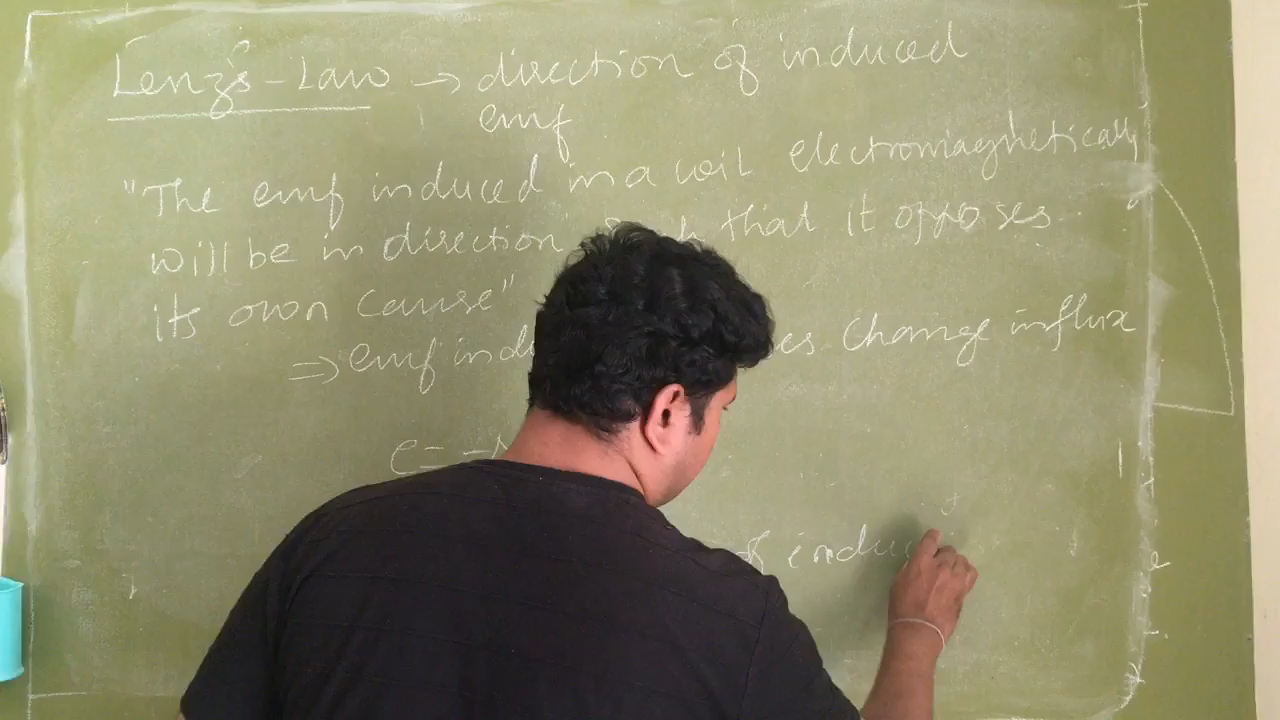 Lenz's-Law → direction of induced
emf
"The emf induced in a coil electromagnetically
will be in direction that it opposes
its own cause"
⇒ emf change in flux
e = -
of induc